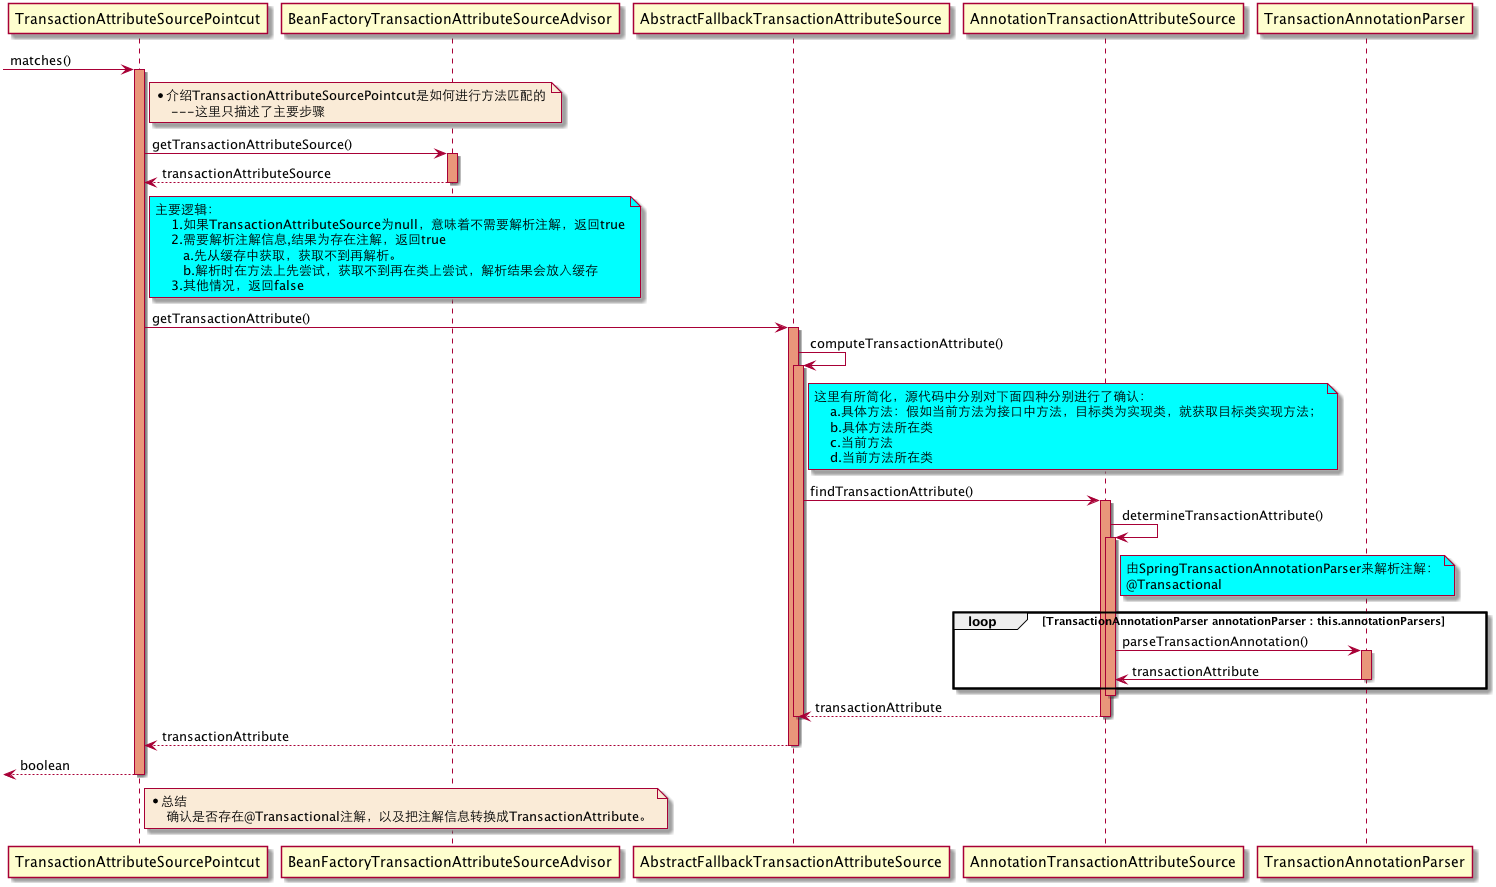 TransactionAttributeSourcePointcut
BeanFactoryTransactionAttributeSourceAdvisor
AbstractFallbackTransactionAttributeSource
AnnotationTransactionAttributeSource
TransactionAnnotationParser
matches()
•介绍TransactionAttributeSourcePointcut是如何进行方法匹配的
---这里只描述了主要步骤
getTransactionAttributeSource()
transactionAttributeSource
主要逻辑：
1.如果TransactionAttributeSource为null，意味着不需要解析注解，返回true
2.需要解析注解信息,结果为存在注解，返回true
a.先从缓存中获取，获取不到再解析。
b.解析时在方法上先尝试，获取不到再在类上尝试，解析结果会放入缓存
3.其他情况，返回false
getTransactionAttribute()
computeTransactionAttribute()
这里有所简化，源代码中分别对下面四种分别进行了确认：
a.具体方法：假如当前方法为接口中方法，目标类为实现类，就获取目标类实现方法；
b.具体方法所在类
c.当前方法
d.当前方法所在类
findTransactionAttribute()
determineTransactionAttribute()
由SpringTransactionAnnotationParser来解析注解：
@Transactional
loop
[TransactionAnnotationParser annotationParser : this.annotationParsers]
parseTransactionAnnotation()
transactionAttribute
transactionAttribute
transactionAttribute
boolean
•总结
确认是否存在@Transactional注解，以及把注解信息转换成TransactionAttribute。
TransactionAttributeSourcePointcut
BeanFactoryTransactionAttributeSourceAdvisor
AbstractFallbackTransactionAttributeSource
AnnotationTransactionAttributeSource
TransactionAnnotationParser